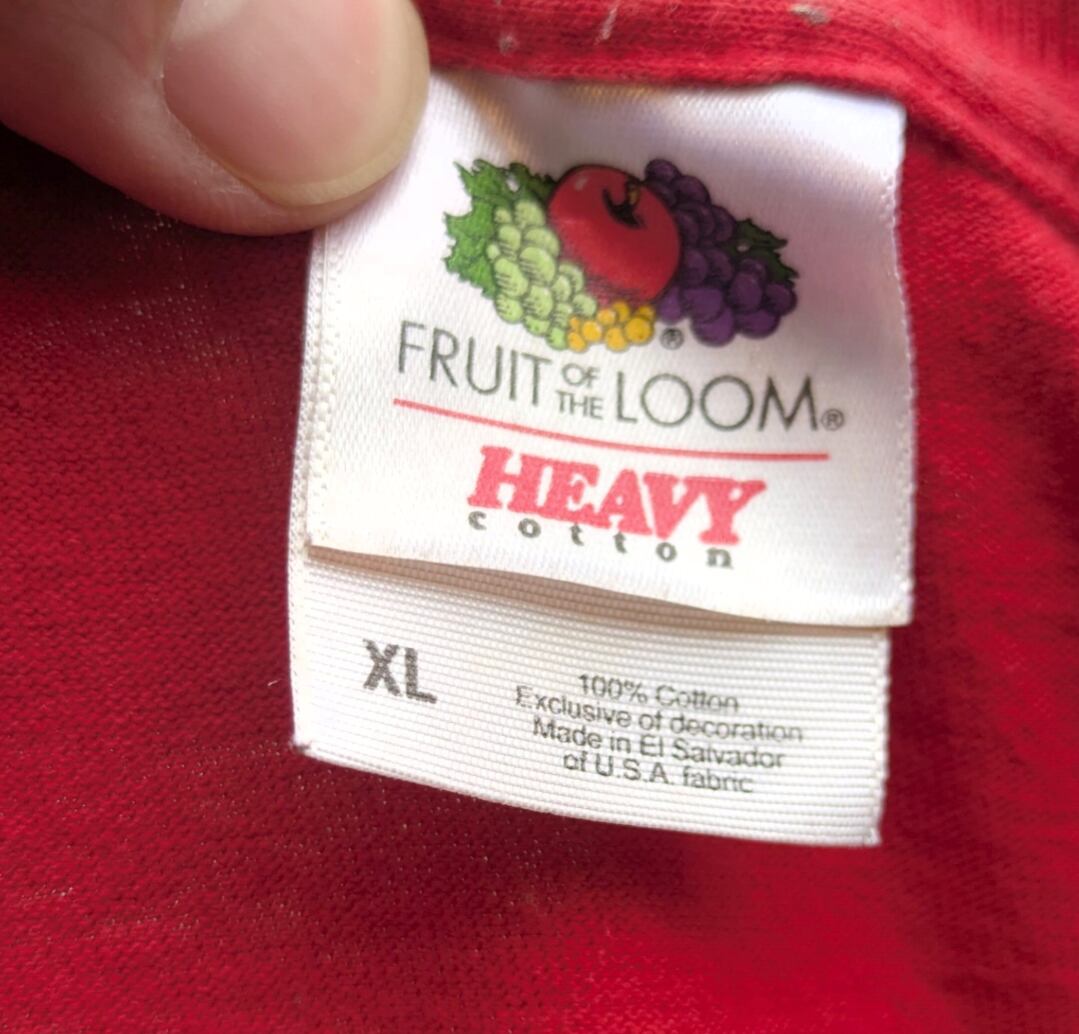 ®
FRUIT OF THE LOOM®
HEAVY
cotton
XL
100% Cotton
Exclusive of decoration
Made in El Salvador
of U.S.A. fabric